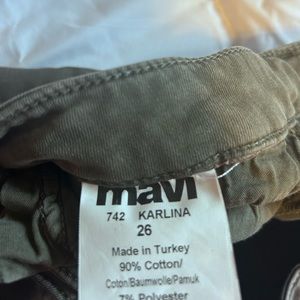 mavi
742 KARLINA
26
Made in Turkey
90% Cotton/
Coton/Baumwolle/Pamuk
7% Polyester